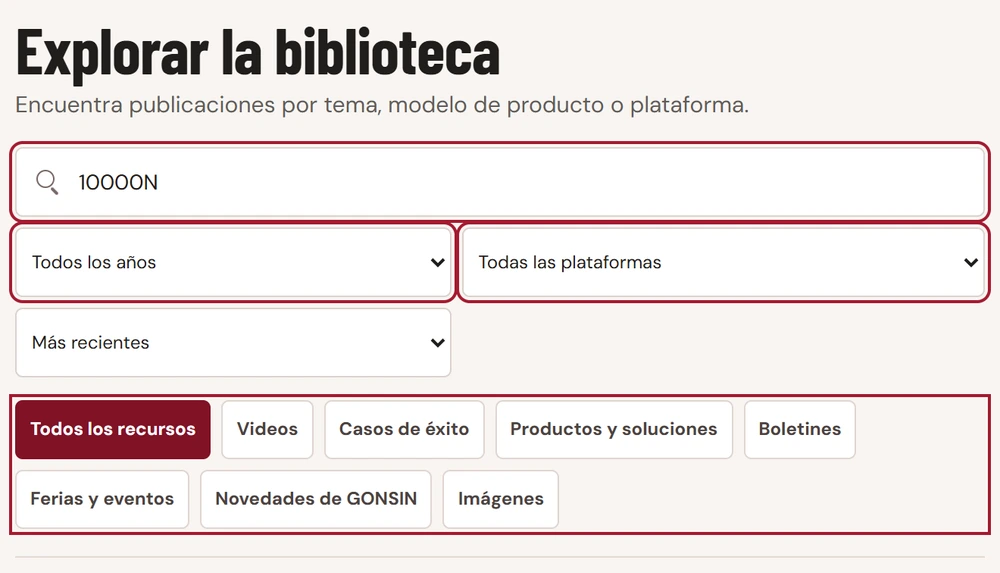 Explorar la biblioteca
Encuentra publicaciones por tema, modelo de producto o plataforma.
10000N
Todos los años
Todas las plataformas
Más recientes
Todos los recursos
Videos
Casos de éxito
Productos y soluciones
Boletines
Ferias y eventos
Novedades de GONSIN
Imágenes